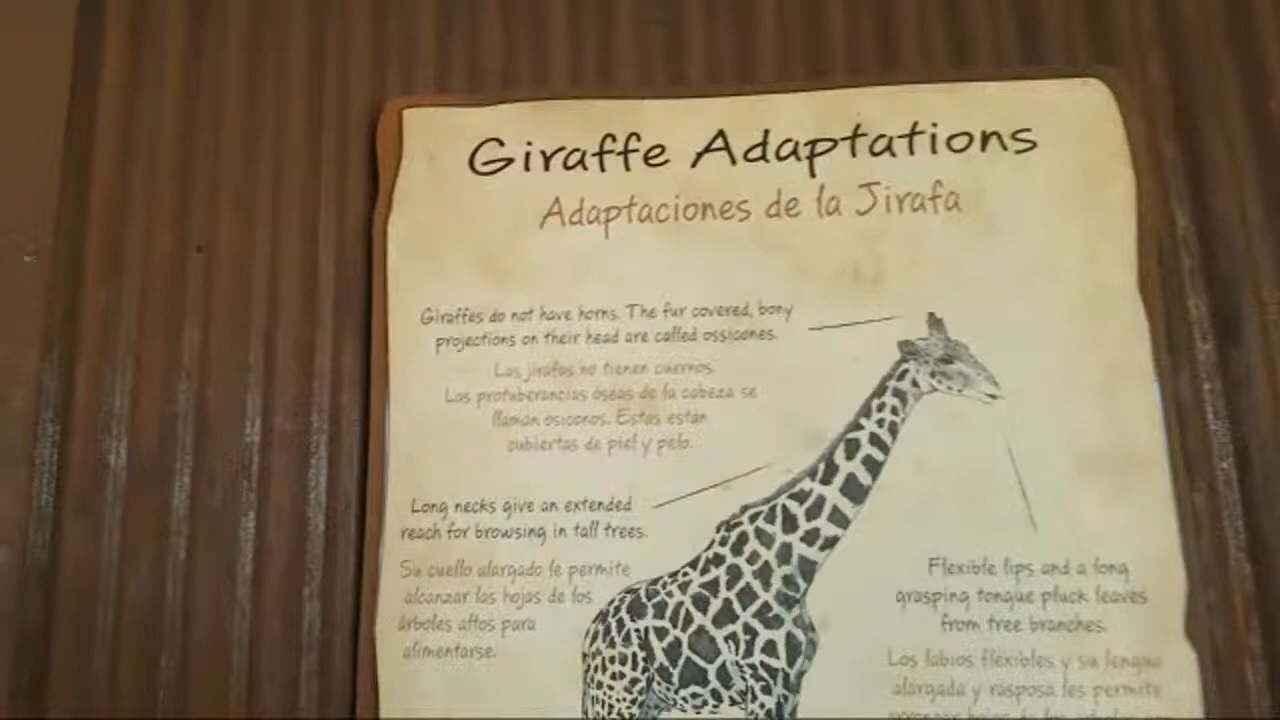 Giraffe Adaptations
Adaptaciones de la Jirafa
Giraffes do not have horns. The fur covered, bony
projections on their head are called ossicones.
Las jirafas no tienen cuernos.
Las protuberancias óseas de la cabeza se
llaman osiconos. Estas están
cubiertas de piel y pelo.
Long necks give an extended
reach for browsing in tall trees.
Su cuello alargado le permite
alcanzar las hojas de los
árboles altos para
alimentarse.
Flexible lips and a long
grasping tongue pluck leaves
from tree branches.
Los labios flexibles y su lengua
alargada y rasposa les permite